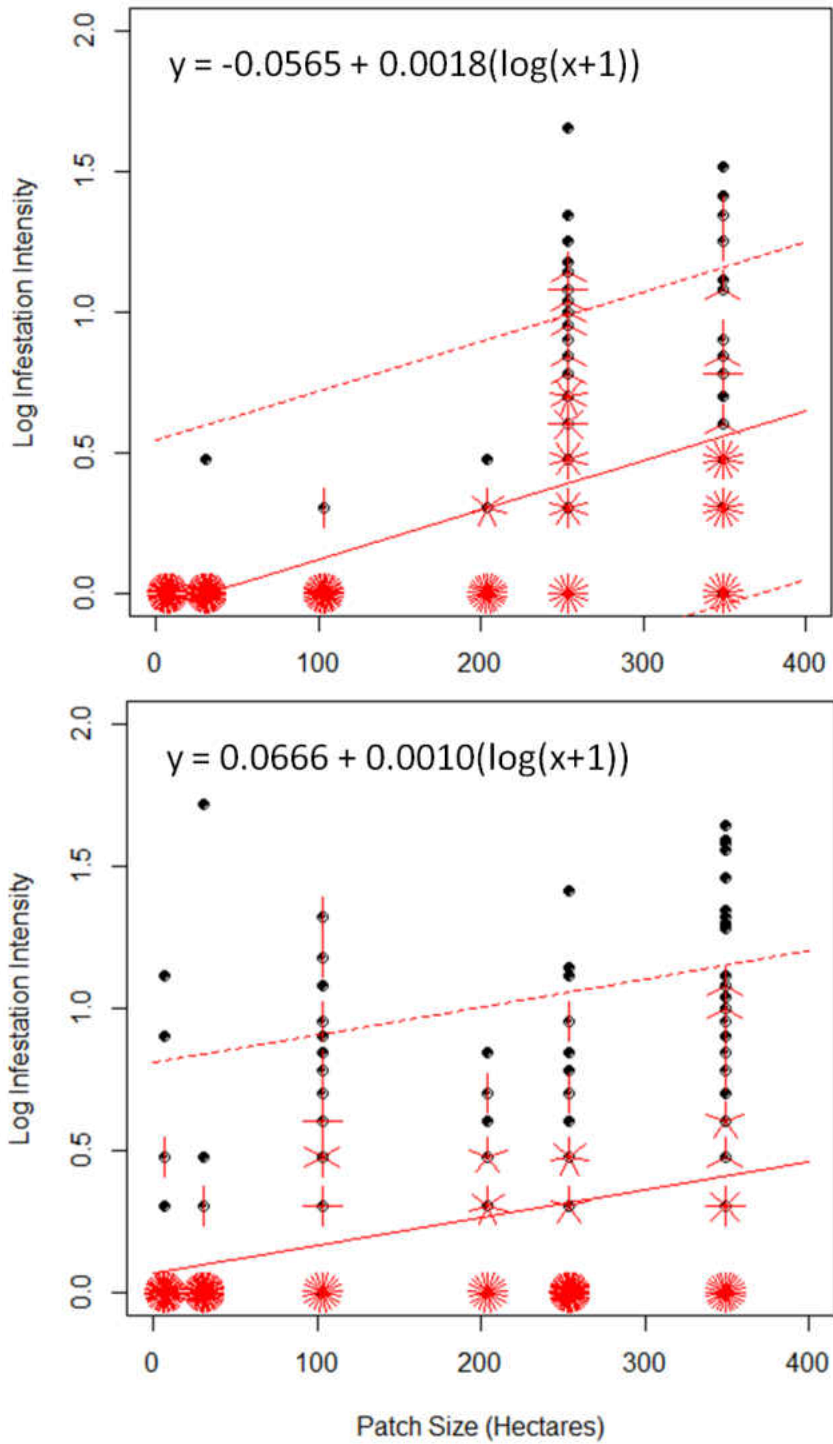 y = -0.0565 + 0.0018(log(x+1))
Log Infestation Intensity
2.0
1.5
1.0
0.5
0.0
0 100 200 300 400
y = 0.0666 + 0.0010(log(x+1))
Log Infestation Intensity
2.0
1.5
1.0
0.5
0.0
0 100 200 300 400
Patch Size (Hectares)